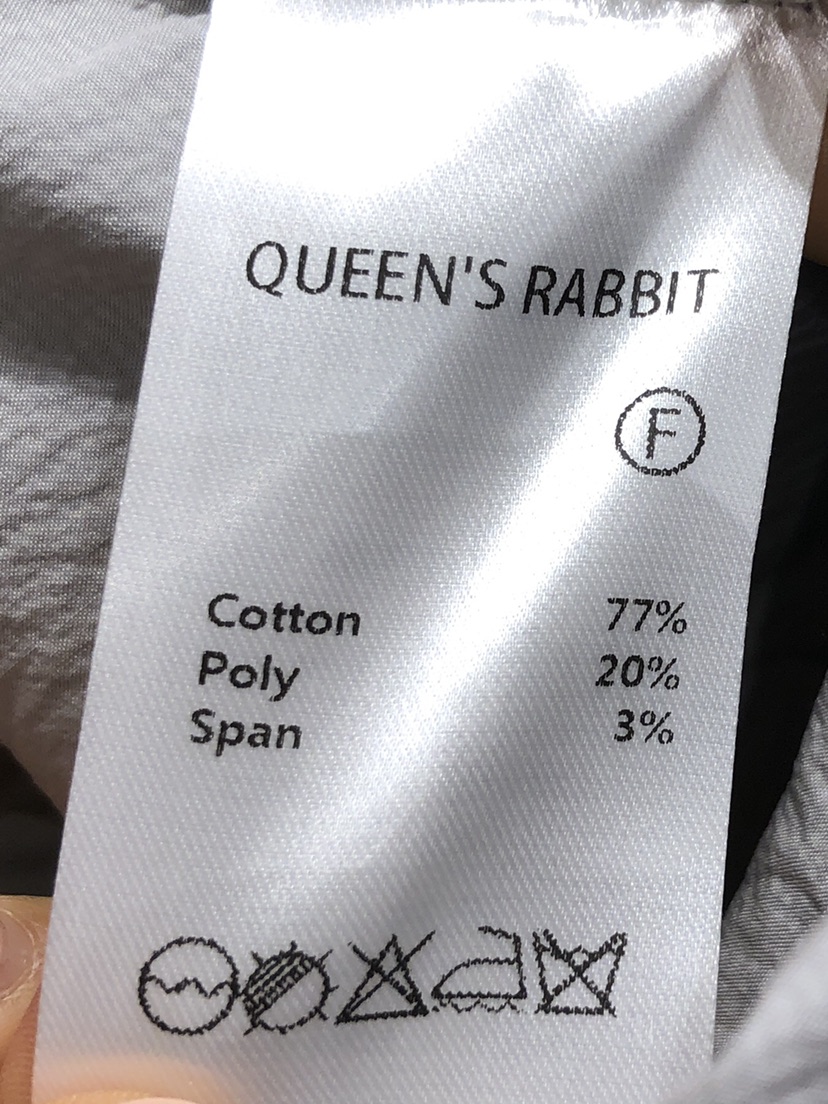 QUEEN'S RABBIT
F
Cotton 77%
Poly 20%
Span 3%